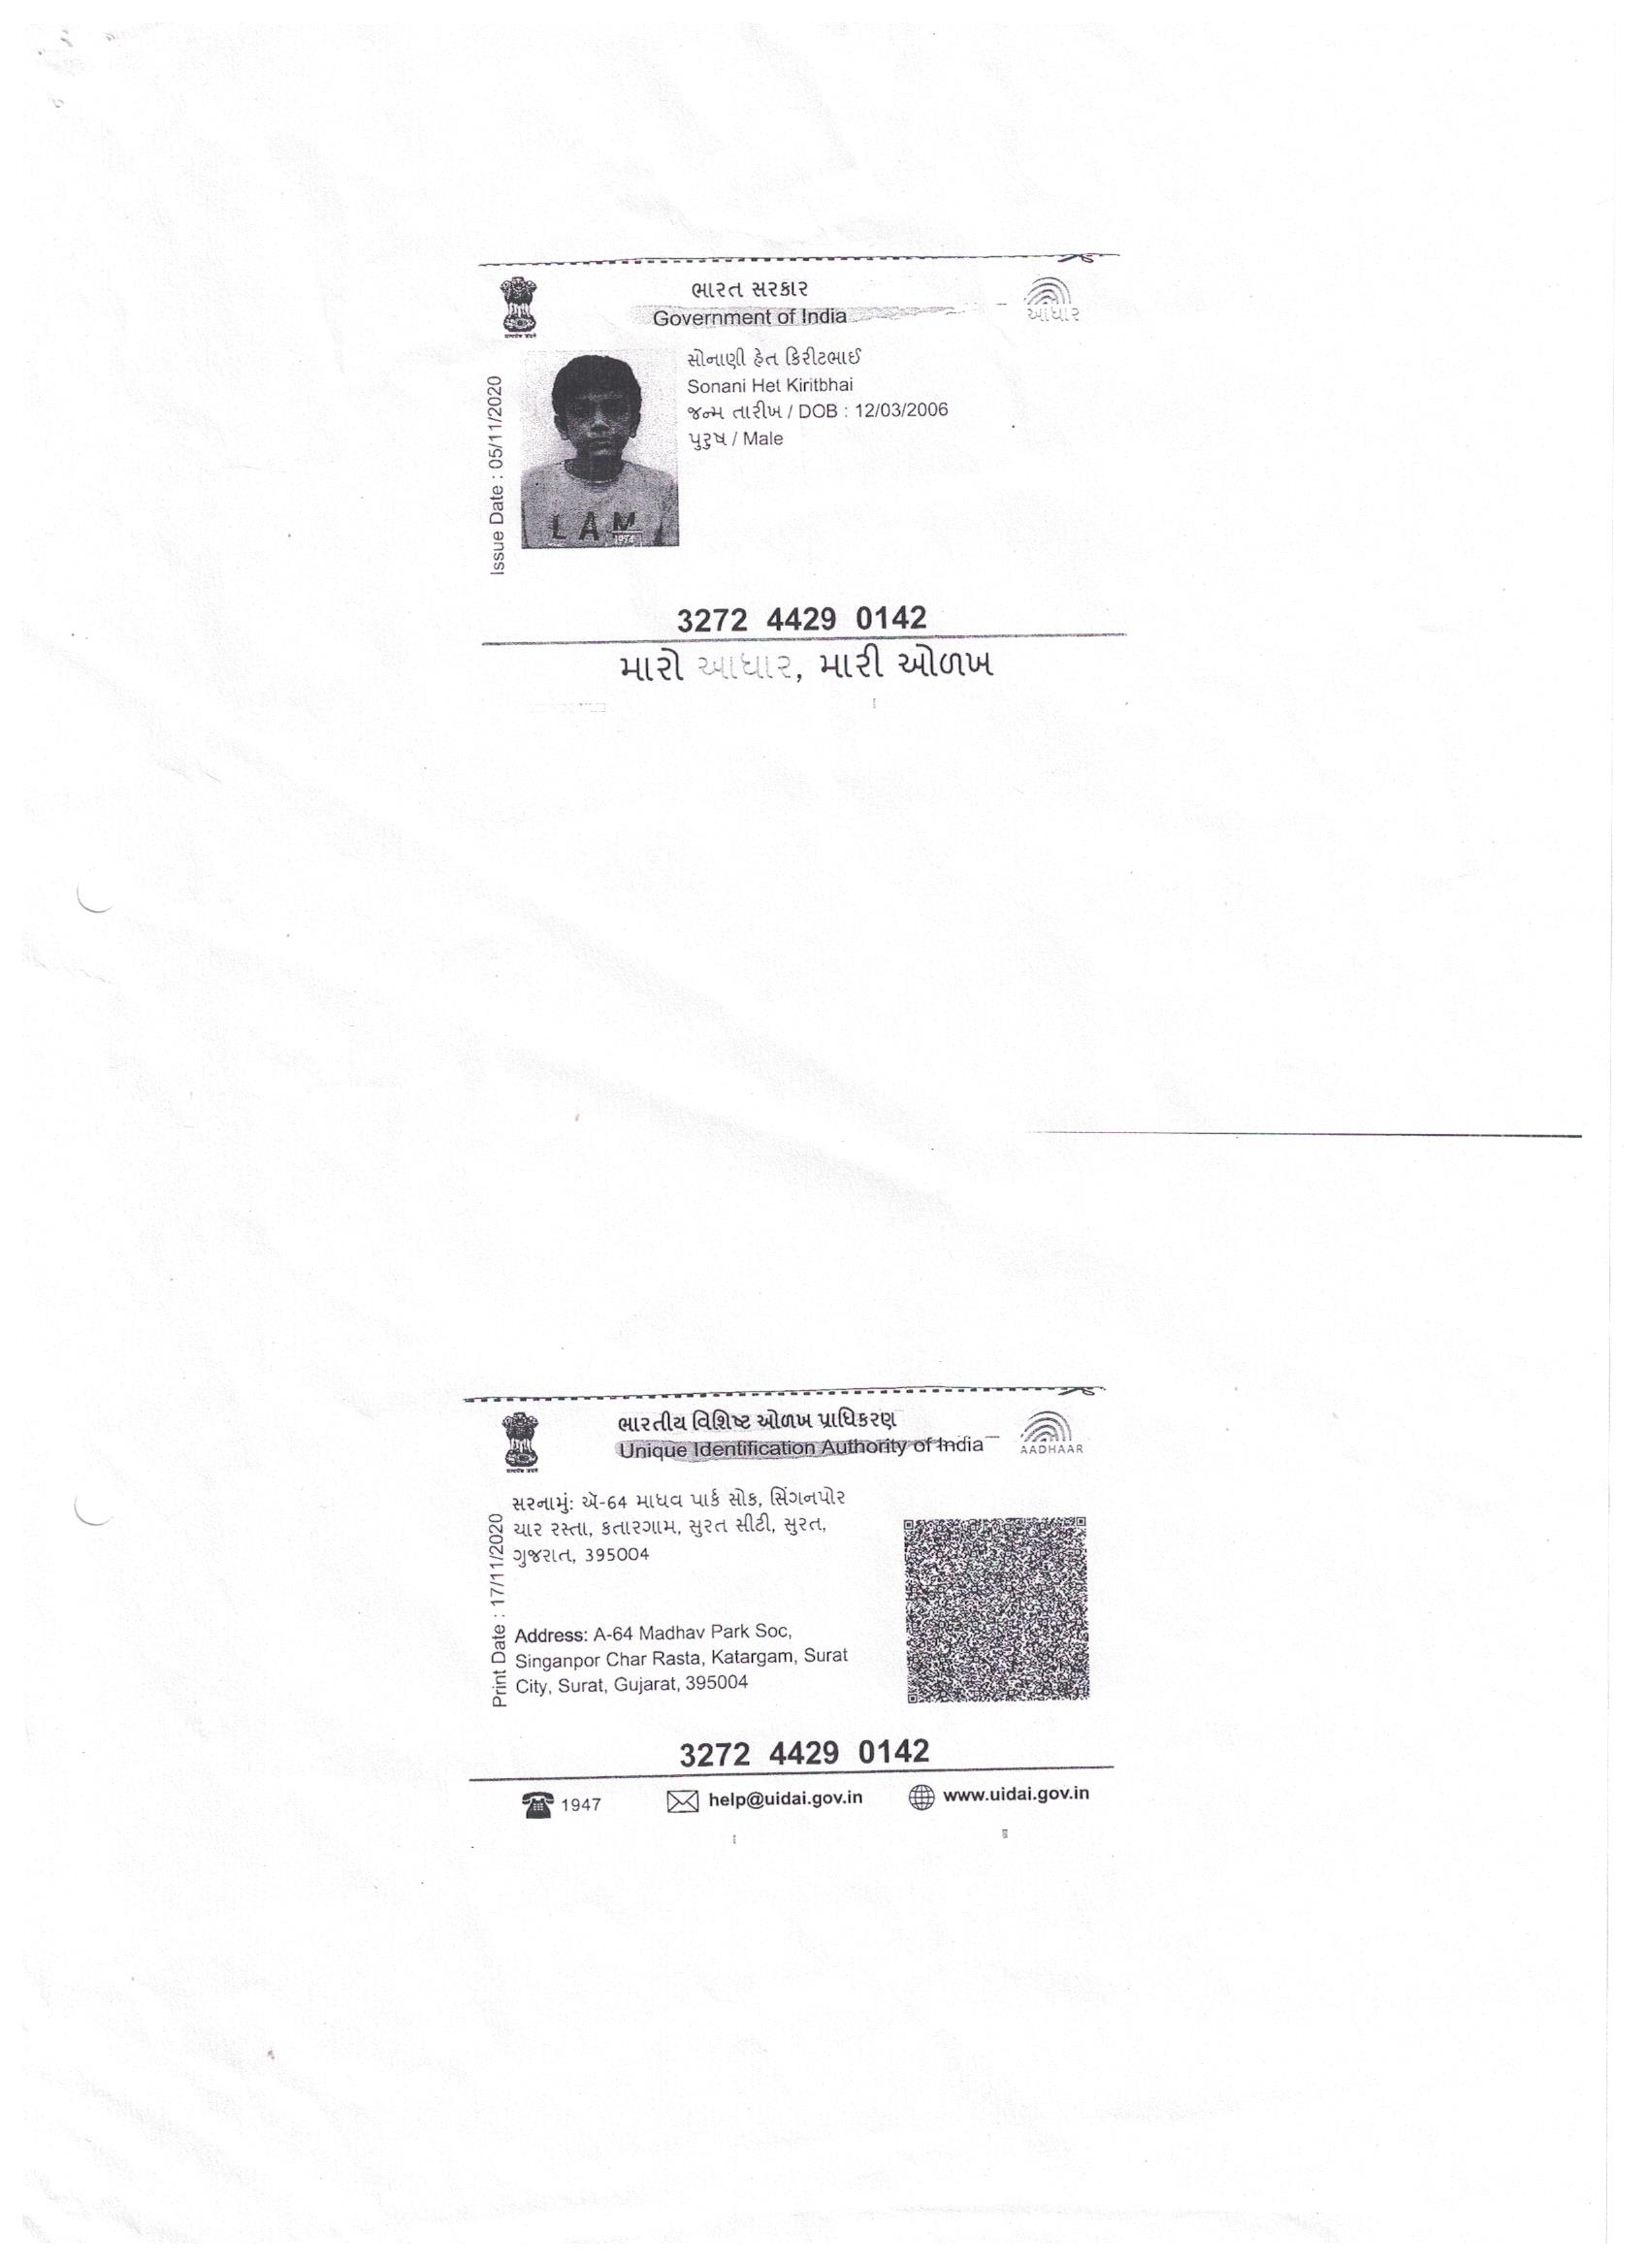 ભારત સરકાર
Government of India
આધાર
Issue Date : 05/11/2020
સોનાણી હેત કિરીટભાઈ
Sonani Het Kiritbhai
જન્મ તારીખ / DOB : 12/03/2006
પુરુષ / Male
LAM
1974
3272 4429 0142
મારો આધાર, મારી ઓળખ
ભારતીય વિશિષ્ટ ઓળખ પ્રાધિકરણ
Unique Identification Authority of India
AADHAAR
Print Date : 17/11/2020
સરનામું: એ-64 માધવ પાર્ક સોક, સિંગનપોર
ચાર રસ્તા, કતારગામ, સુરત સીટી, સુરત,
ગુજરાત, 395004
Address: A-64 Madhav Park Soc,
Singanpor Char Rasta, Katargam, Surat
City, Surat, Gujarat, 395004
3272 4429 0142
1947
help@uidai.gov.in
www.uidai.gov.in